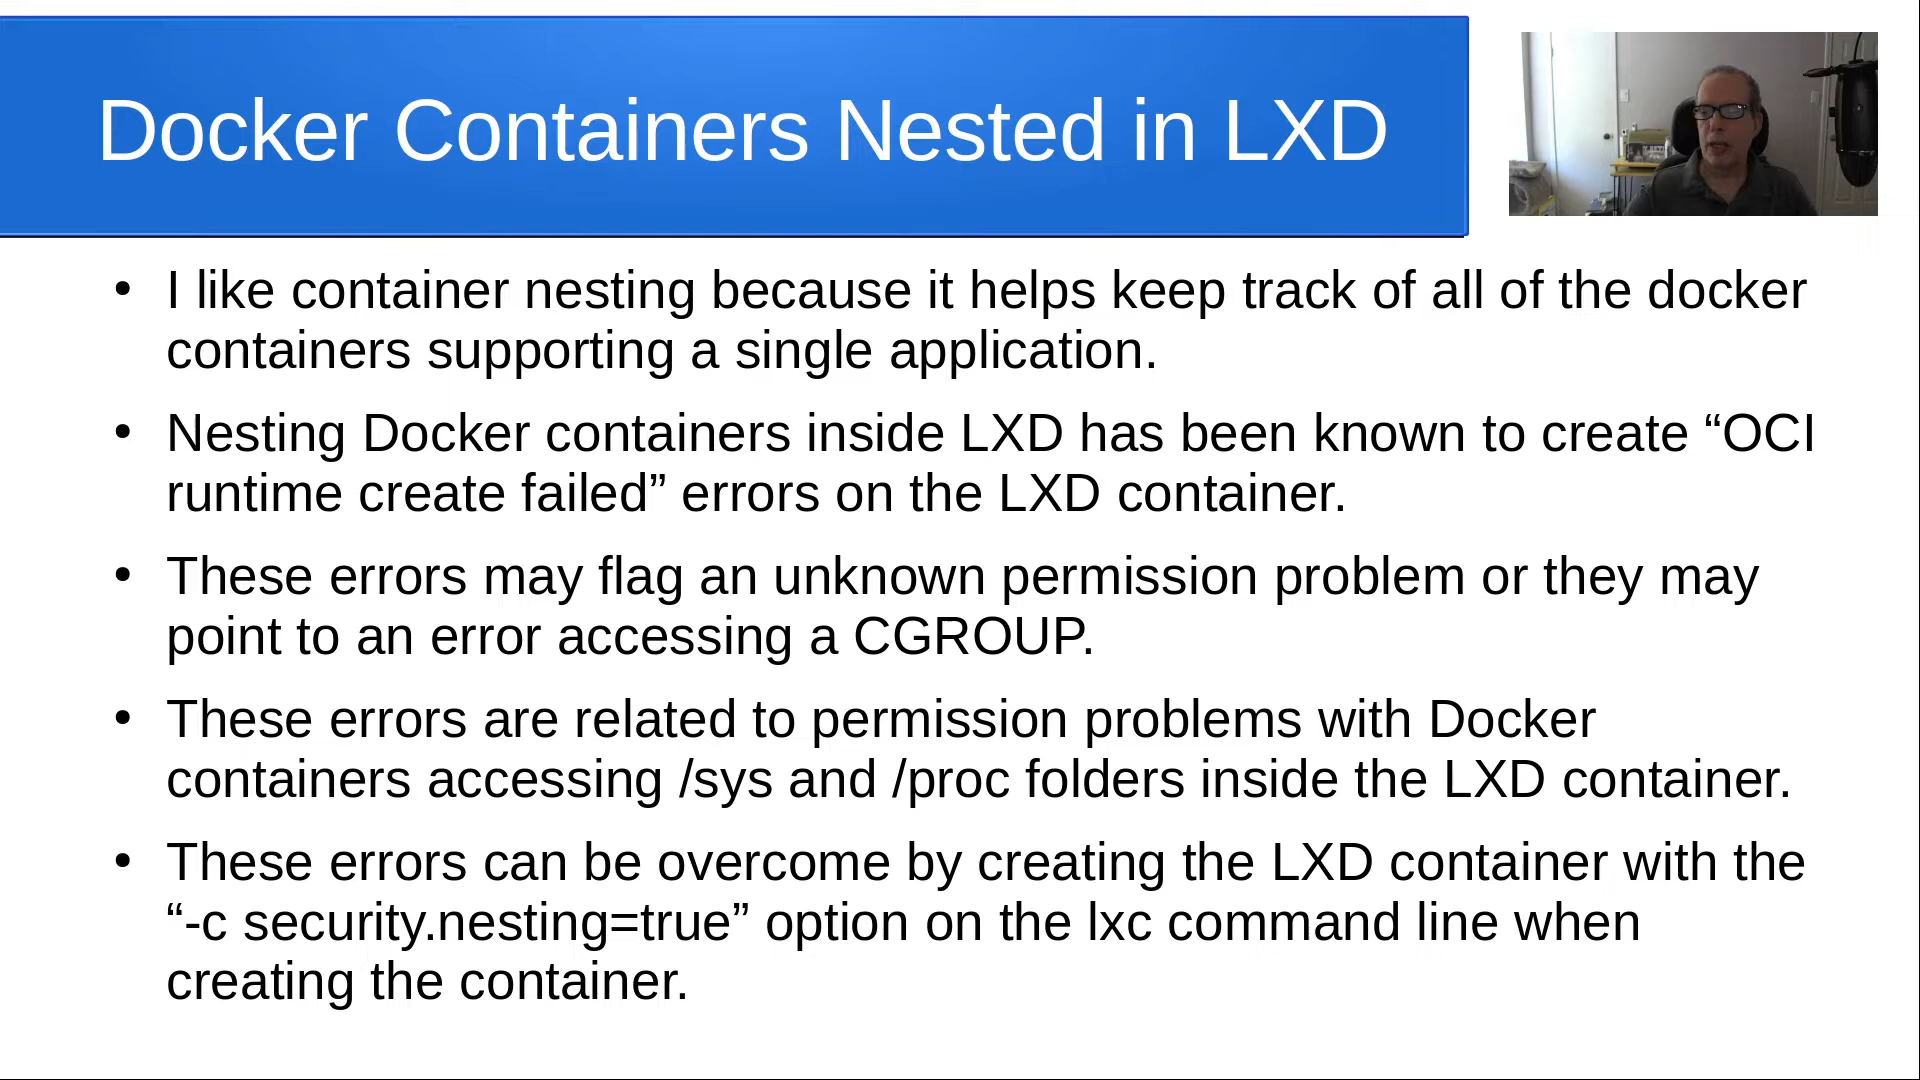 Docker Containers Nested in LXD
• I like container nesting because it helps keep track of all of the docker
containers supporting a single application.
• Nesting Docker containers inside LXD has been known to create “OCI
runtime create failed” errors on the LXD container.
• These errors may flag an unknown permission problem or they may
point to an error accessing a CGROUP.
• These errors are related to permission problems with Docker
containers accessing /sys and /proc folders inside the LXD container.
• These errors can be overcome by creating the LXD container with the
“-c security.nesting=true” option on the lxc command line when
creating the container.